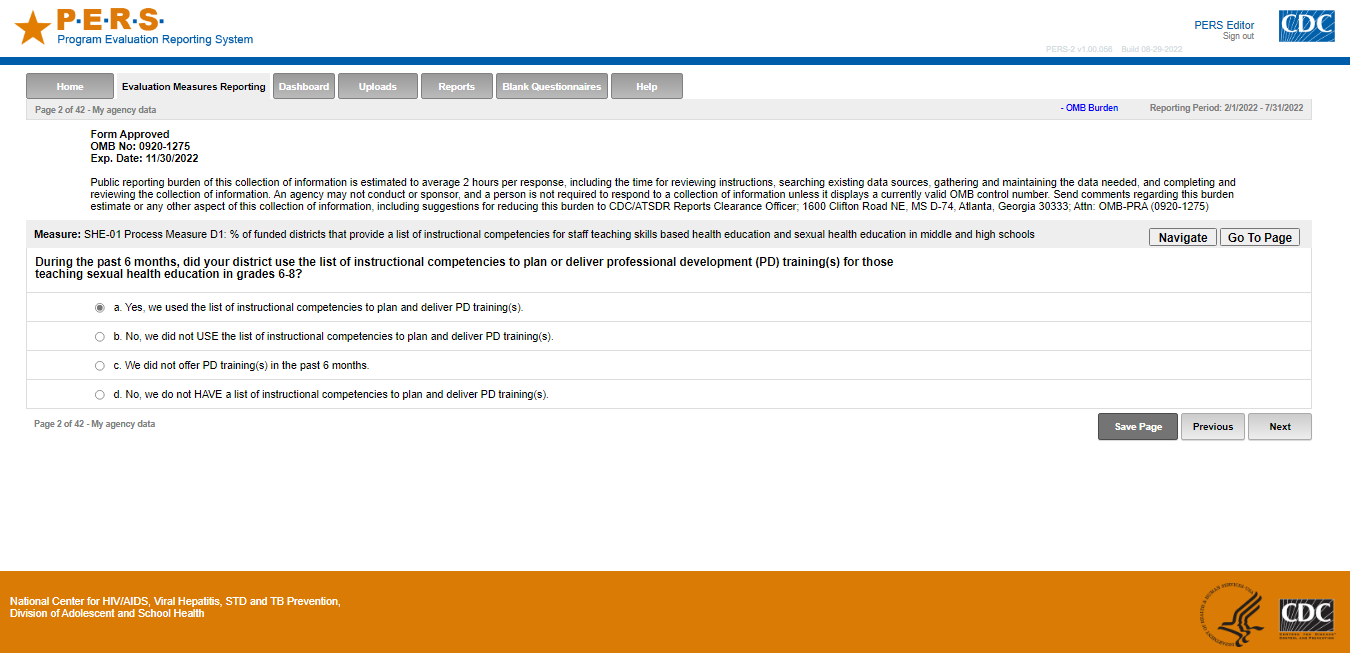 P·E·R·S·
Program Evaluation Reporting System
PERS Editor
Sign out
PERS-2 v1.00.056 Build 08-29-2022
CDC
Home
Evaluation Measures Reporting
Dashboard
Uploads
Reports
Blank Questionnaires
Help
Page 2 of 42 - My agency data
- OMB Burden
Reporting Period: 2/1/2022 - 7/31/2022
Form Approved
OMB No: 0920-1275
Exp. Date: 11/30/2022
Public reporting burden of this collection of information is estimated to average 2 hours per response, including the time for reviewing instructions, searching existing data sources, gathering and maintaining the data needed, and completing and
reviewing the collection of information. An agency may not conduct or sponsor, and a person is not required to respond to a collection of information unless it displays a currently valid OMB control number. Send comments regarding this burden
estimate or any other aspect of this collection of information, including suggestions for reducing this burden to CDC/ATSDR Reports Clearance Officer; 1600 Clifton Road NE, MS D-74, Atlanta, Georgia 30333; Attn: OMB-PRA (0920-1275)
Measure: SHE-01 Process Measure D1: % of funded districts that provide a list of instructional competencies for staff teaching skills based health education and sexual health education in middle and high schools
Navigate
Go To Page
During the past 6 months, did your district use the list of instructional competencies to plan or deliver professional development (PD) training(s) for those
teaching sexual health education in grades 6-8?
a. Yes, we used the list of instructional competencies to plan and deliver PD training(s).
b. No, we did not USE the list of instructional competencies to plan and deliver PD training(s).
c. We did not offer PD training(s) in the past 6 months.
d. No, we do not HAVE a list of instructional competencies to plan and deliver PD training(s).
Page 2 of 42 - My agency data
Save Page
Previous
Next
National Center for HIV/AIDS, Viral Hepatitis, STD and TB Prevention,
Division of Adolescent and School Health
CDC